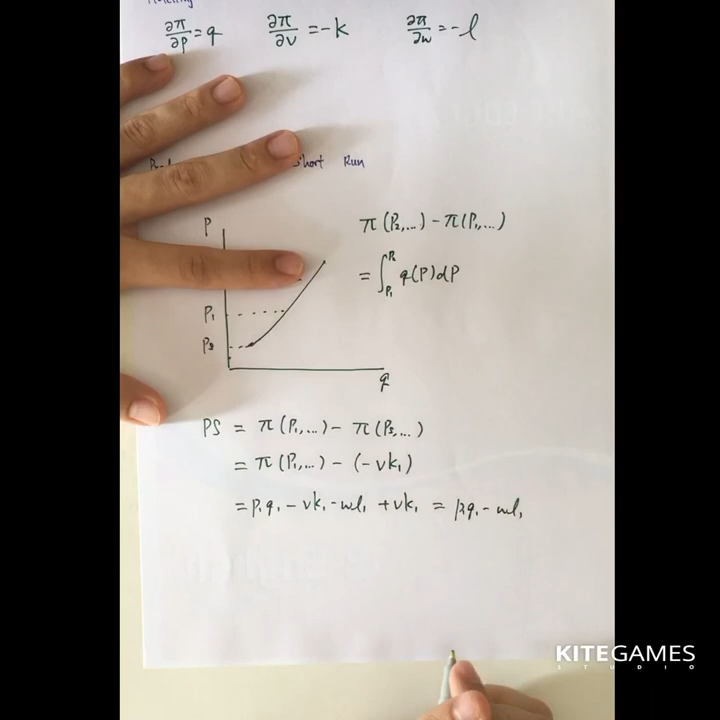 ∂π/∂p = q   ∂π/∂v = -k   ∂π/∂w = -l
Short Run
P
π(P₂,...) - π(P₁,...)
= ∫_{P₁}^{P₂} q(P)dP
P₁
P₃
q
PS = π(P₁,...) - π(P₃,...)
= π(P₁,...) - (-vk₁)
= P₁q₁ - vk₁ - wl₁ + vk₁ = P₁q₁ - wl₁
KITEGAMES
STUDIO